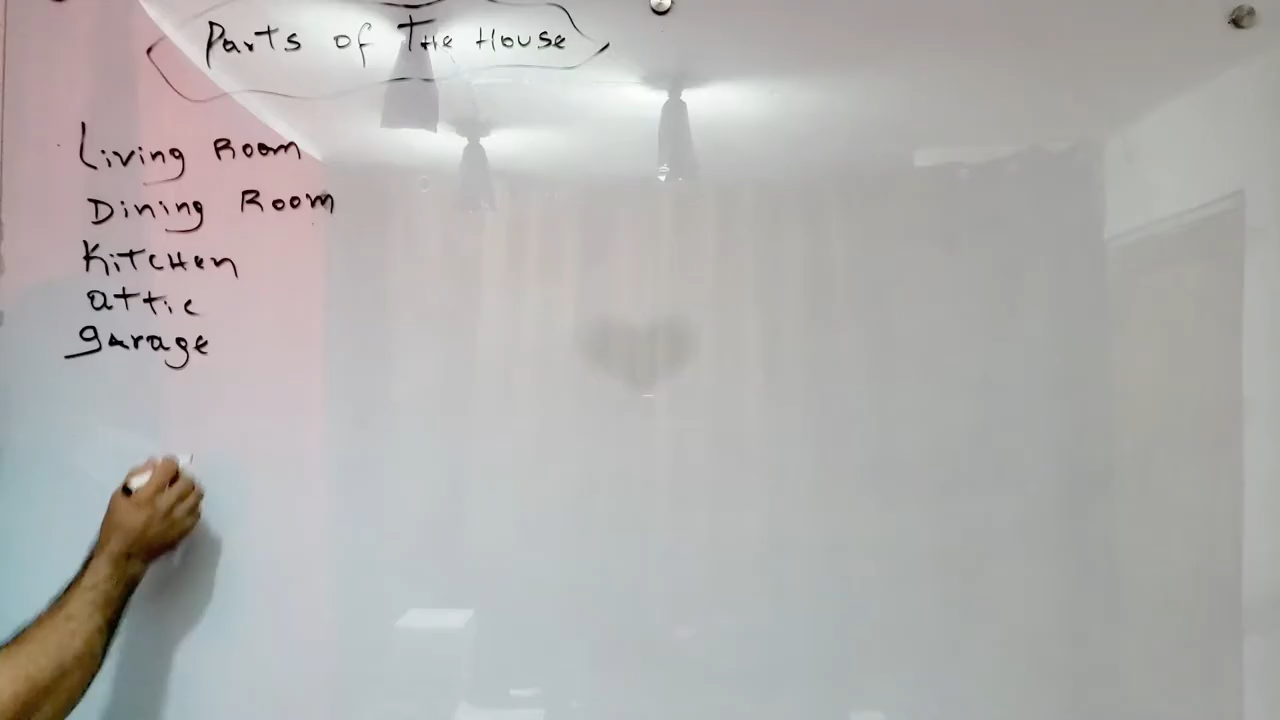 Parts of The House
Living Room
Dining Room
Kitchen
attic
garage